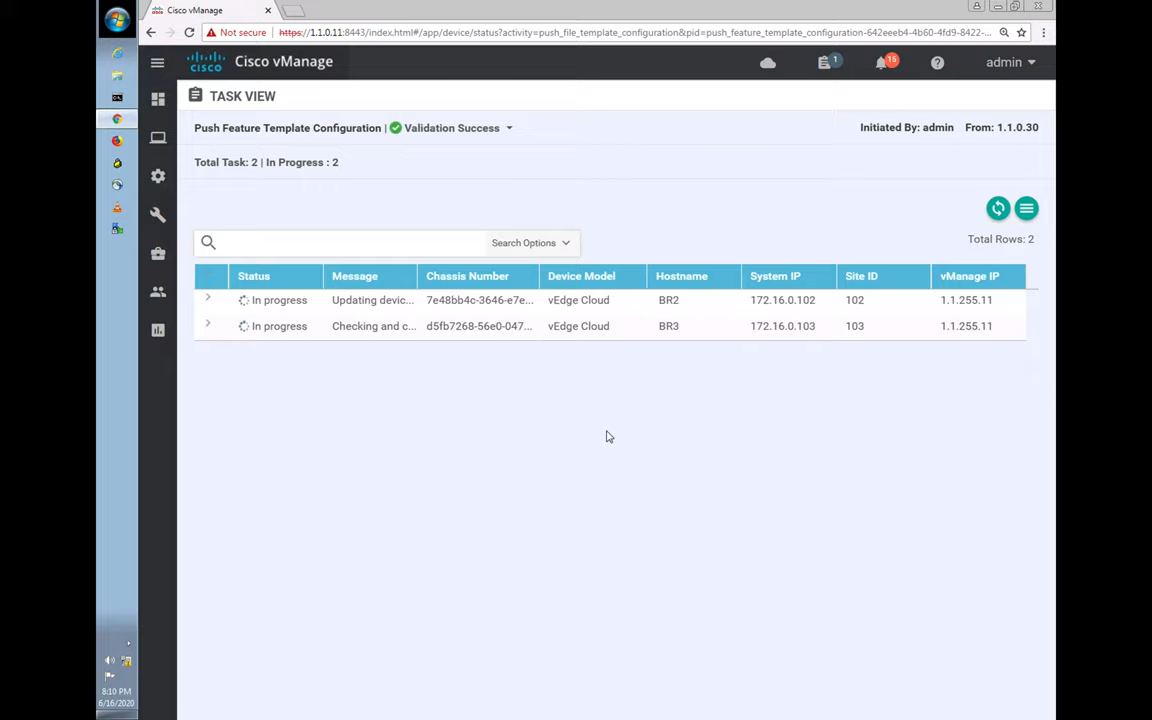 Cisco vManage
Not secure https://1.1.0.11:8443/index.html#/app/device/status?activity=push_file_template_configuration&pid=push_feature_template_configuration-642eeeb4-4b60-4fd9-8422-...
CISCO Cisco vManage 1 15 admin
TASK VIEW
Push Feature Template Configuration | Validation Success Initiated By: admin From: 1.1.0.30
Total Task: 2 | In Progress : 2
Search Options
Total Rows: 2
Status Message Chassis Number Device Model Hostname System IP Site ID vManage IP
In progress Updating devic... 7e48bb4c-3646-e7e... vEdge Cloud BR2 172.16.0.102 102 1.1.255.11
In progress Checking and c... d5fb7268-56e0-047... vEdge Cloud BR3 172.16.0.103 103 1.1.255.11
8:10 PM
6/16/2020